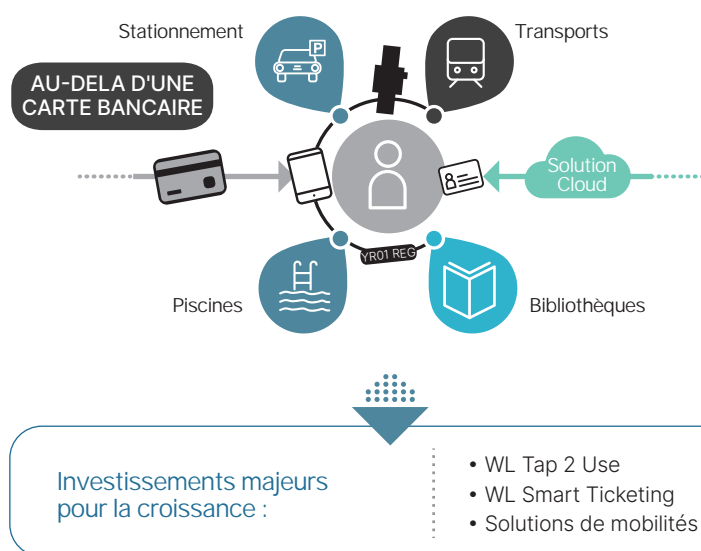 Stationnement
Transports
P
AU-DELA D'UNE
CARTE BANCAIRE
Solution
Cloud
YR01 REG
Piscines
Bibliothèques
Investissements majeurs
pour la croissance :
• WL Tap 2 Use
• WL Smart Ticketing
• Solutions de mobilités